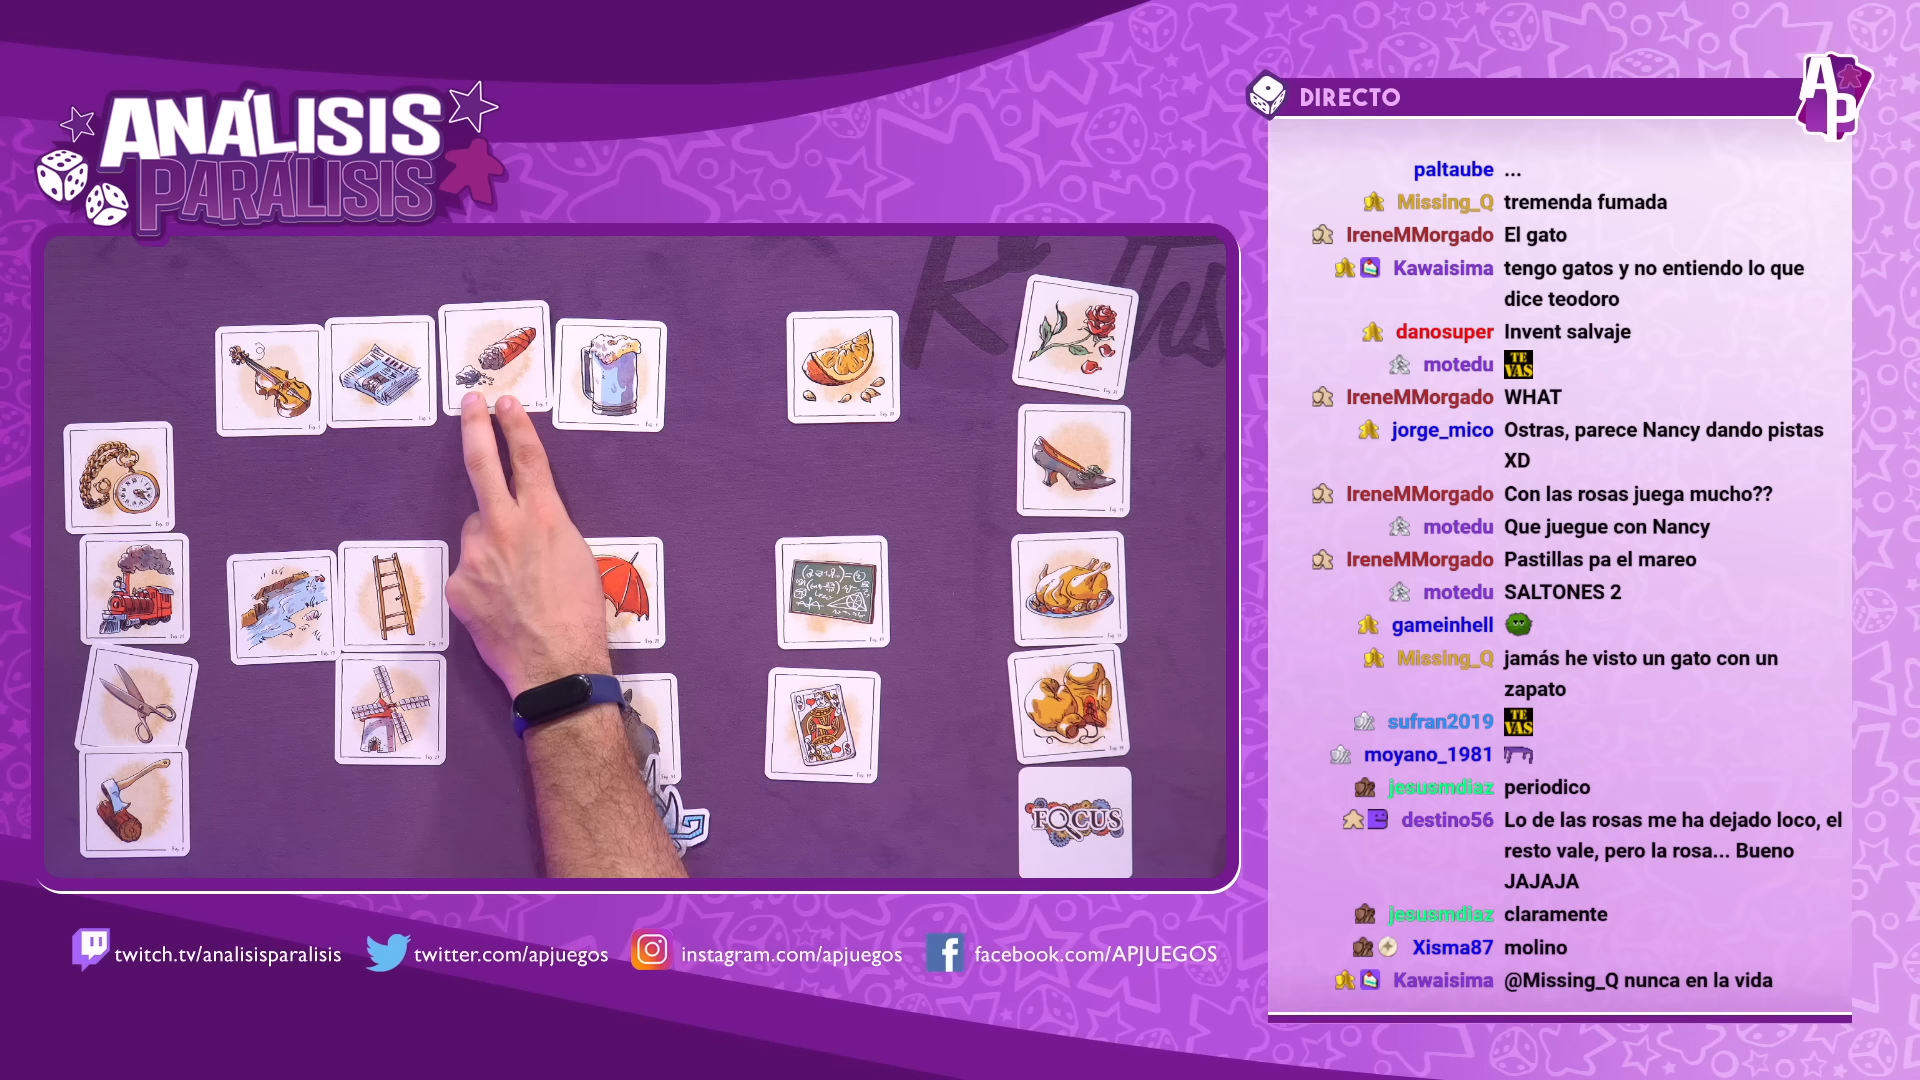 ANÁLISIS
PARÁLISIS
DIRECTO
AP
paltaube ...
Missing_Q tremenda fumada
IreneMMorgado El gato
Kawaisima tengo gatos y no entiendo lo que
dice teodoro
danosuper Invent salvaje
motedu TE VAS
IreneMMorgado WHAT
jorge_mico Ostras, parece Nancy dando pistas
XD
IreneMMorgado Con las rosas juega mucho??
motedu Que juegue con Nancy
IreneMMorgado Pastillas pa el mareo
motedu SALTONES 2
gameinhell
Missing_Q jamás he visto un gato con un
zapato
sufran2019 TE VAS
moyano_1981
jesusmdiaz periodico
destino56 Lo de las rosas me ha dejado loco, el
resto vale, pero la rosa... Bueno
JAJAJA
jesusmdiaz claramente
Xisma87 molino
Kawaisima @Missing_Q nunca en la vida
FOCUS
twitch.tv/analisisparalisis
twitter.com/apjuegos
instagram.com/apjuegos
facebook.com/APJUEGOS